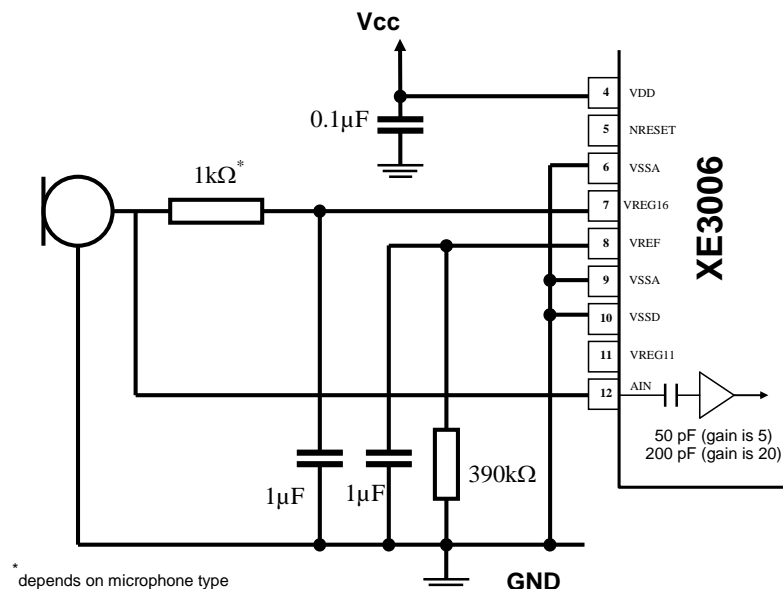 Vcc
0.1µF
1kΩ*
4 VDD
5 NRESET
6 VSSA
7 VREG16
8 VREF
9 VSSA
10 VSSD
11 VREG11
12 AIN
XE3006
50 pF (gain is 5)
200 pF (gain is 20)
1µF
1µF
390kΩ
GND
*depends on microphone type